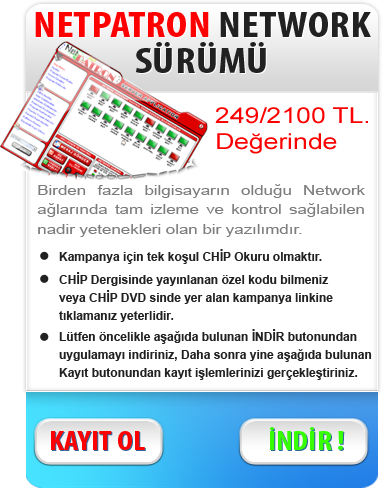 NETPATRON NETWORK
SÜRÜMÜ
NetPATRON
249/2100 TL.
Değerinde
Birden fazla bilgisayarın olduğu Network
ağlarında tam izleme ve kontrol sağlabilen
nadir yetenekleri olan bir yazılımdır.
● Kampanya için tek koşul CHİP Okuru olmaktır.
● CHİP Dergisinde yayınlanan özel kodu bilmeniz
veya CHİP DVD sinde yer alan kampanya linkine
tıklamanız yeterlidir.
● Lütfen öncelikle aşağıda bulunan İNDİR butonundan
uygulamayı indiriniz, Daha sonra yine aşağıda bulunan
Kayıt butonundan kayıt işlemlerinizi gerçekleştiriniz.
KAYIT OL
İNDİR !